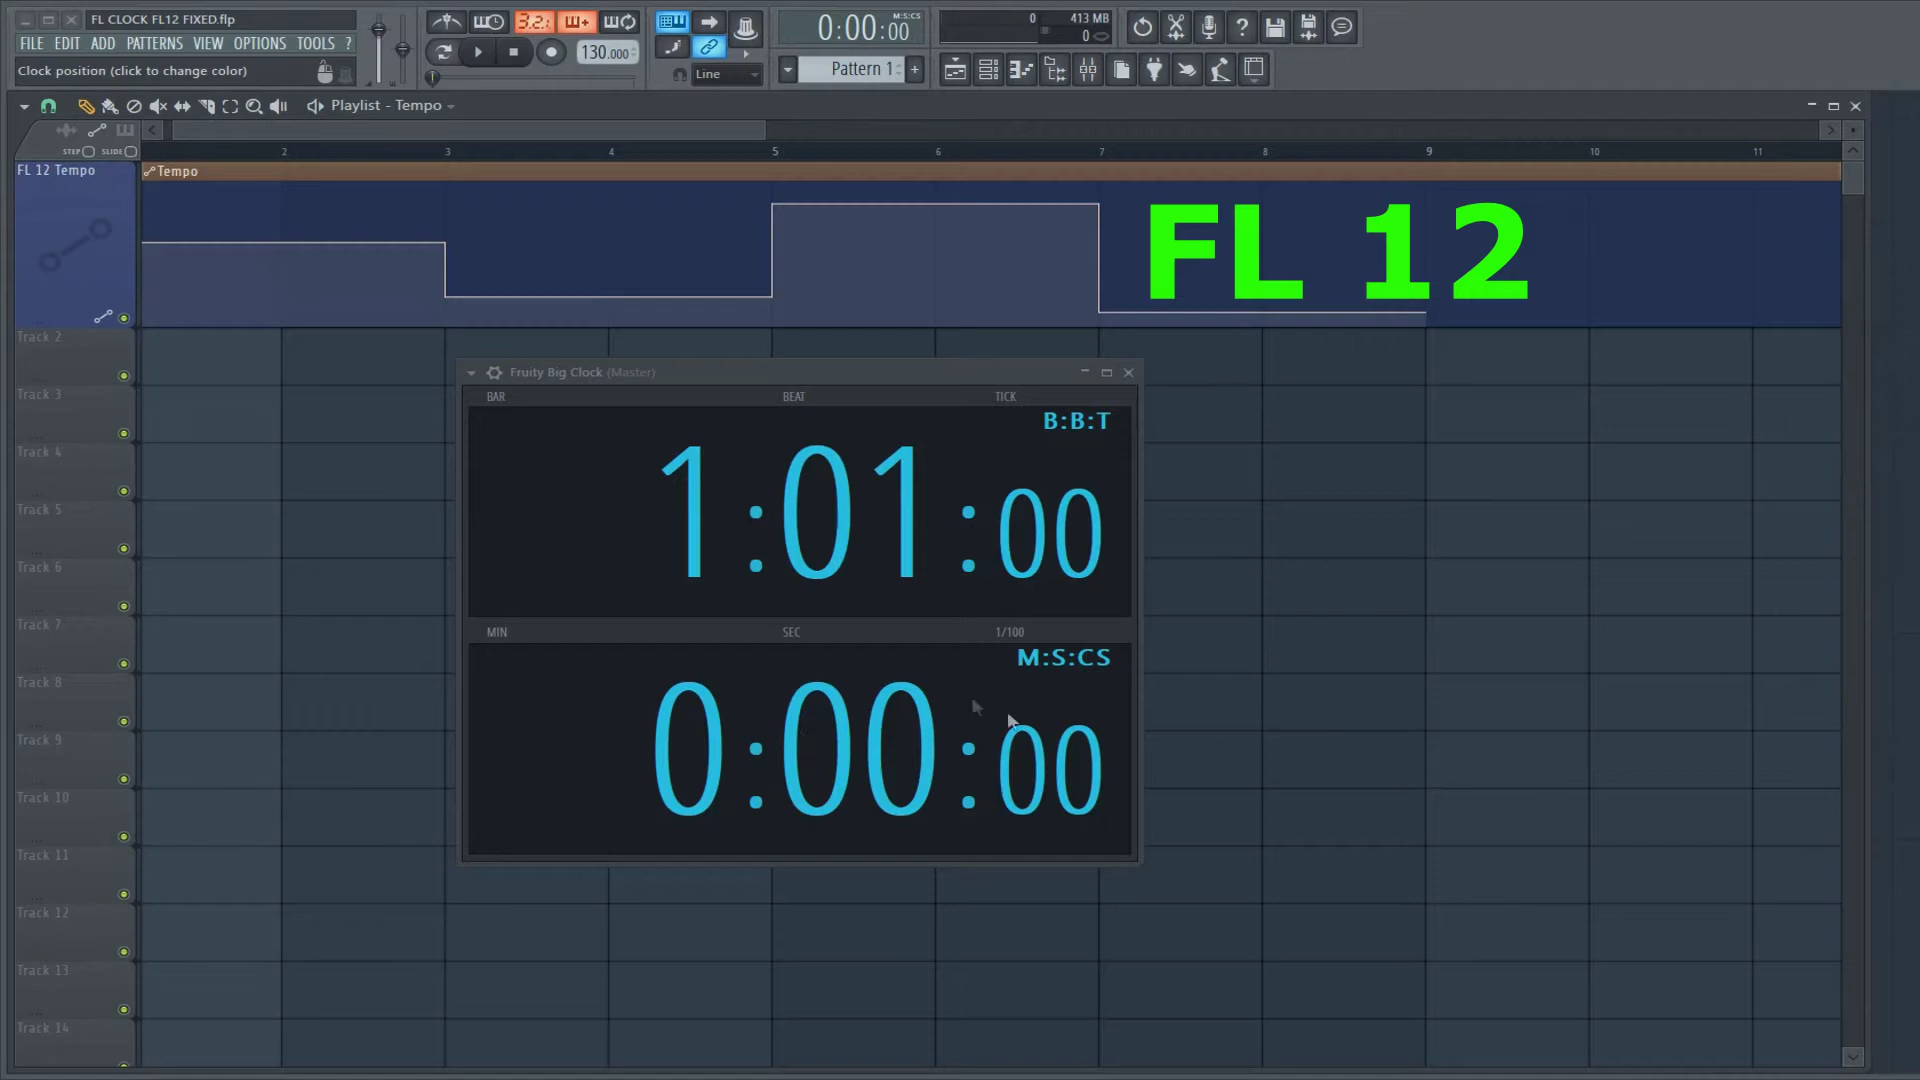 FL CLOCK FL12 FIXED.flp
FILE EDIT ADD PATTERNS VIEW OPTIONS TOOLS ?
Clock position (click to change color)
3.2.
130.000
Line
0:00:00
M:S:CS
Pattern 1
0
413 MB
0
Playlist - Tempo
STEP SLIDE
2 3 4 5 6 7 8 9 10 11
FL 12 Tempo
Tempo
FL 12
Track 2
Track 3
Track 4
Track 5
Track 6
Track 7
Track 8
Track 9
Track 10
Track 11
Track 12
Track 13
Track 14
Fruity Big Clock (Master)
BAR BEAT TICK
B:B:T
1:01:00
MIN SEC 1/100
M:S:CS
0:00:00